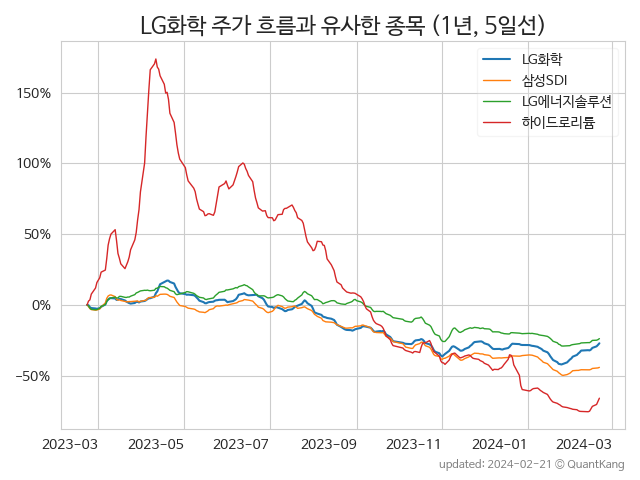 LG화학 주가 흐름과 유사한 종목 (1년, 5일선)
LG화학
삼성SDI
LG에너지솔루션
하이드로리튬
150%
100%
50%
0%
−50%
2023-03 2023-05 2023-07 2023-09 2023-11 2024-01 2024-03
updated: 2024-02-21 © QuantKang